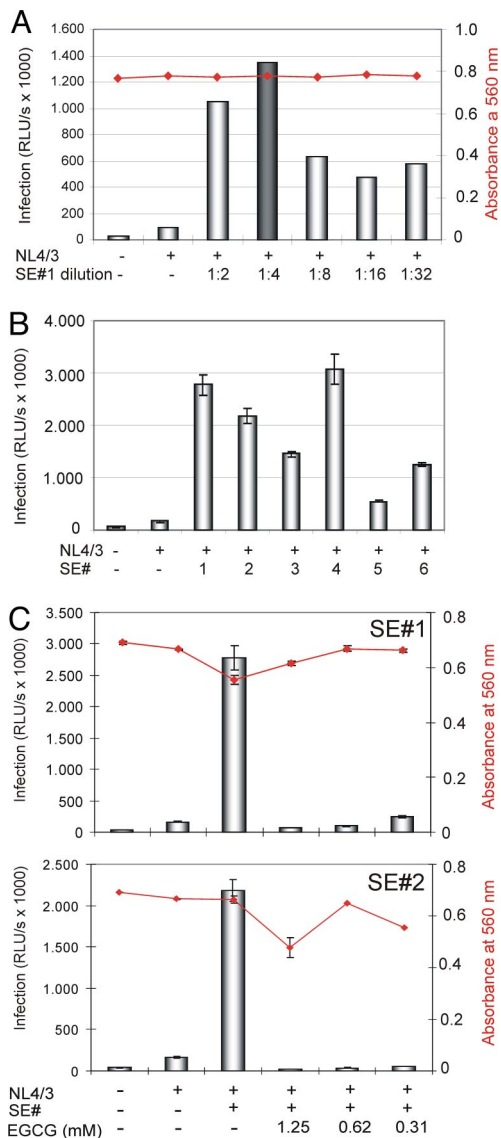 A
Infection (RLU/s x 1000)
1.600
1.400
1.200
1.000
800
600
400
200
0
1.0
0.8
0.6
0.4
0.2
0
Absorbance a 560 nm
NL4/3 - + + + + + +
SE#1 dilution - - 1:2 1:4 1:8 1:16 1:32
B
Infection (RLU/s x 1000)
4.000
3.000
2.000
1.000
0
NL4/3 - + + + + + + +
SE# - - 1 2 3 4 5 6
C
SE#1
Infection (RLU/s x 1000)
3.500
3.000
2.500
2.000
1.500
1.000
500
0
0.8
0.6
0.4
0.2
0
Absorbance at 560 nm
SE#2
Infection (RLU/s x 1000)
2.500
2.000
1.500
1.000
500
0
0.8
0.6
0.4
0.2
0
Absorbance at 560 nm
NL4/3 - + + + + +
SE# - - + + + +
EGCG (mM) - - - 1.25 0.62 0.31